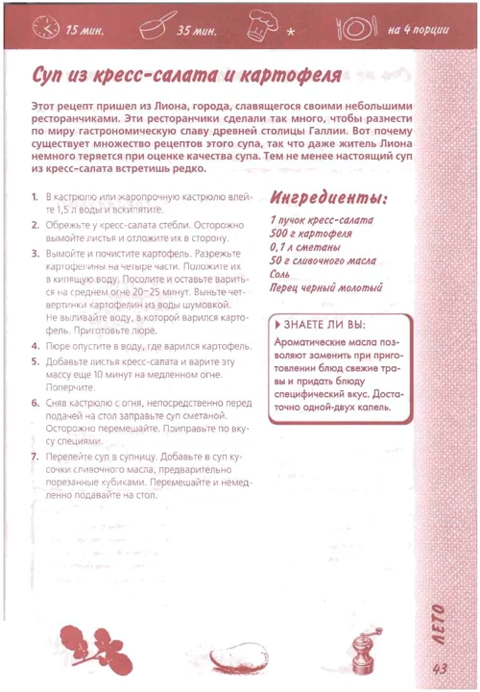 15 мин.
35 мин.
*
на 4 порции
Суп из кресс-салата и картофеля
Этот рецепт пришел из Лиона, города, славящегося своими небольшими
ресторанчиками. Эти ресторанчики сделали так много, чтобы разнести
по миру гастрономическую славу древней столицы Галлии. Вот почему
существует множество рецептов этого супа, так что даже житель Лиона
немного теряется при оценке качества супа. Тем не менее настоящий суп
из кресс-салата встретишь редко.
1. В кастрюлю или жаропрочную кастрюлю влей-
те 1,5 л воды и вскипятите.
2. Обрежьте у кресс-салата стебли. Осторожно
вымойте листья и отложите их в сторону.
3. Вымойте и почистите картофель. Разрежьте
картофелины на четыре части. Положите их
в кипящую воду. Посолите и оставьте варить-
ся на среднем огне 20–25 минут. Выньте чет-
вертинки картофелин из воды шумовкой.
Не выливайте воду, в которой варился карто-
фель. Приготовьте пюре.
4. Пюре опустите в воду, где варился картофель.
5. Добавьте листья кресс-салата и варите эту
массу еще 10 минут на медленном огне.
Поперчите.
6. Сняв кастрюлю с огня, непосредственно перед
подачей на стол заправьте суп сметаной.
Осторожно перемешайте. Приправьте по вку-
су специями.
7. Перелейте суп в супницу. Добавьте в суп ку-
сочки сливочного масла, предварительно
порезанные кубиками. Перемешайте и немед-
ленно подавайте на стол.
Ингредиенты:
1 пучок кресс-салата
500 г картофеля
0,1 л сметаны
50 г сливочного масла
Соль
Перец черный молотый
ЗНАЕТЕ ЛИ ВЫ:
Ароматические масла поз-
воляют заменить при приго-
товлении блюд свежие тра-
вы и придать блюду
специфический вкус. Доста-
точно одной-двух капель.
ЛЕТО
43